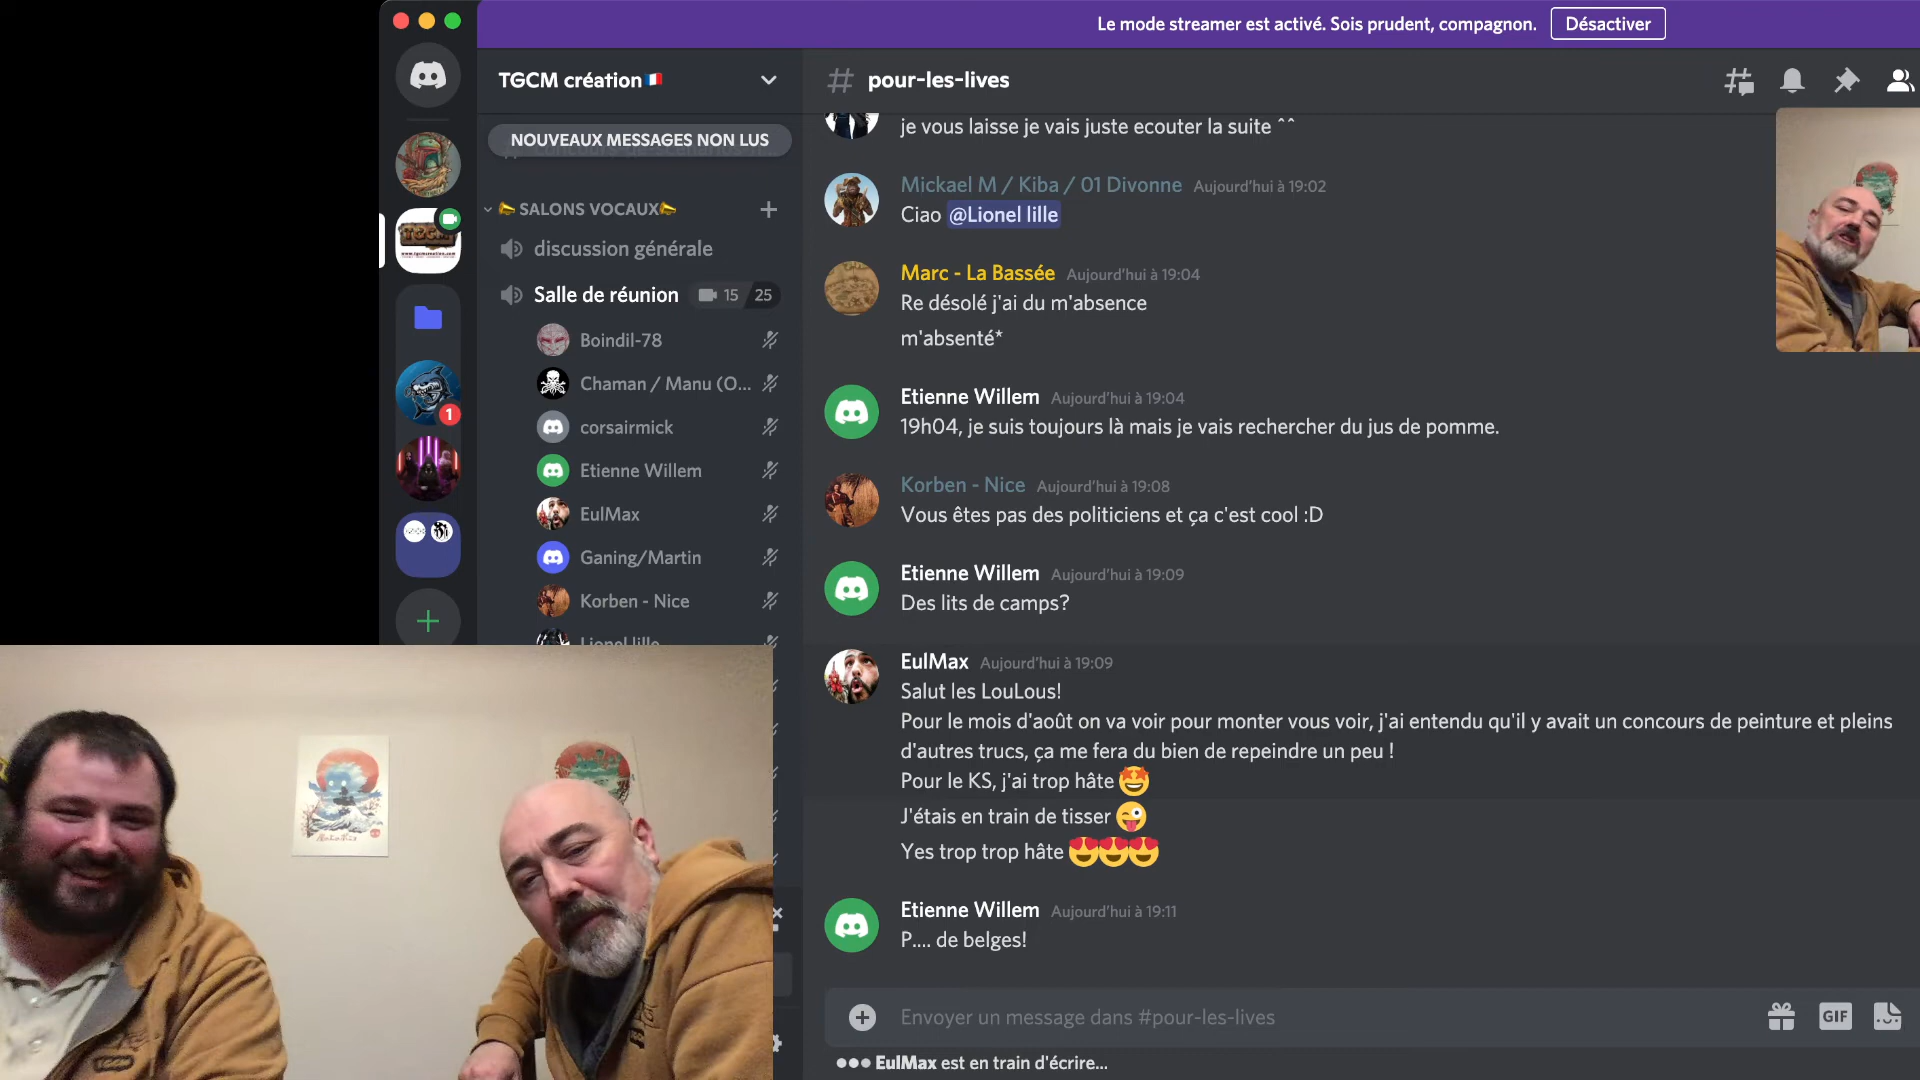 Le mode streamer est activé. Sois prudent, compagnon.
Désactiver
TGCM création
NOUVEAUX MESSAGES NON LUS
SALONS VOCAUX
discussion générale
Salle de réunion 15 25
Boindil-78
Chaman / Manu (O...
corsairmick
Etienne Willem
EulMax
Ganing/Martin
Korben - Nice
Lionel lille
1
# pour-les-lives
je vous laisse je vais juste ecouter la suite ^^
Mickael M / Kiba / 01 Divonne Aujourd'hui à 19:02
Ciao @Lionel lille
Marc - La Bassée Aujourd'hui à 19:04
Re désolé j'ai du m'absence
m'absenté*
Etienne Willem Aujourd'hui à 19:04
19h04, je suis toujours là mais je vais rechercher du jus de pomme.
Korben - Nice Aujourd'hui à 19:08
Vous êtes pas des politiciens et ça c'est cool :D
Etienne Willem Aujourd'hui à 19:09
Des lits de camps?
EulMax Aujourd'hui à 19:09
Salut les LouLous!
Pour le mois d'août on va voir pour monter vous voir, j'ai entendu qu'il y avait un concours de peinture et pleins
d'autres trucs, ça me fera du bien de repeindre un peu !
Pour le KS, j'ai trop hâte 🤩
J'étais en train de tisser 😜
Yes trop trop hâte 😍😍😍
Etienne Willem Aujourd'hui à 19:11
P.... de belges!
Envoyer un message dans #pour-les-lives
GIF
EulMax est en train d'écrire...